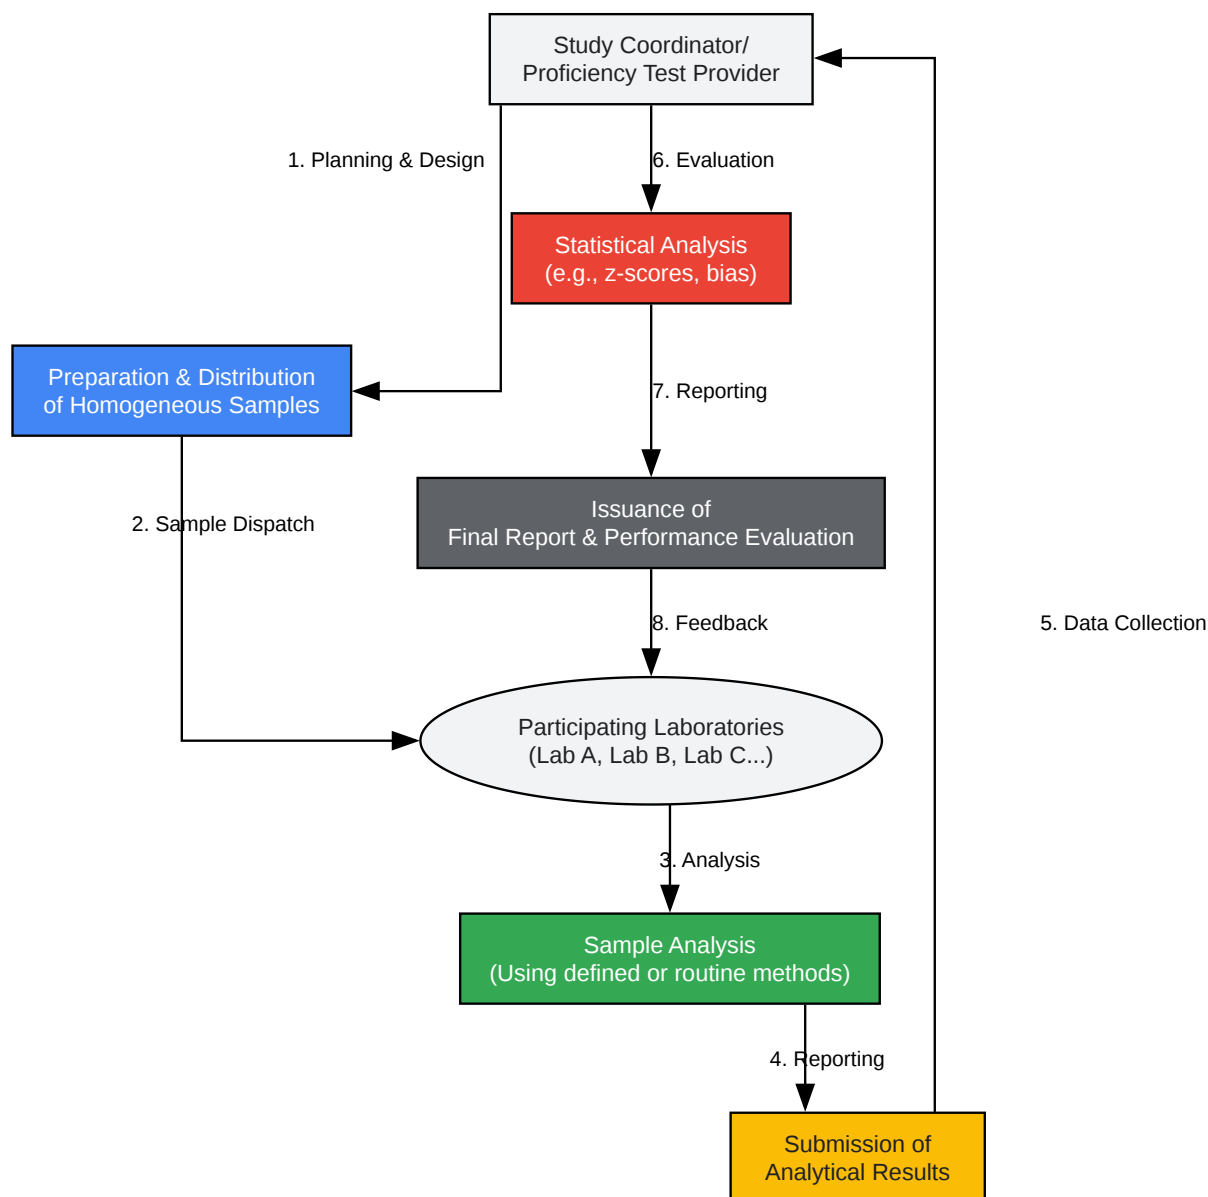 Study Coordinator/
Proficiency Test Provider
1. Planning & Design
6. Evaluation
Statistical Analysis
(e.g., z-scores, bias)
Preparation & Distribution
of Homogeneous Samples
7. Reporting
2. Sample Dispatch
Issuance of
Final Report & Performance Evaluation
8. Feedback
5. Data Collection
Participating Laboratories
(Lab A, Lab B, Lab C...)
3. Analysis
Sample Analysis
(Using defined or routine methods)
4. Reporting
Submission of
Analytical Results